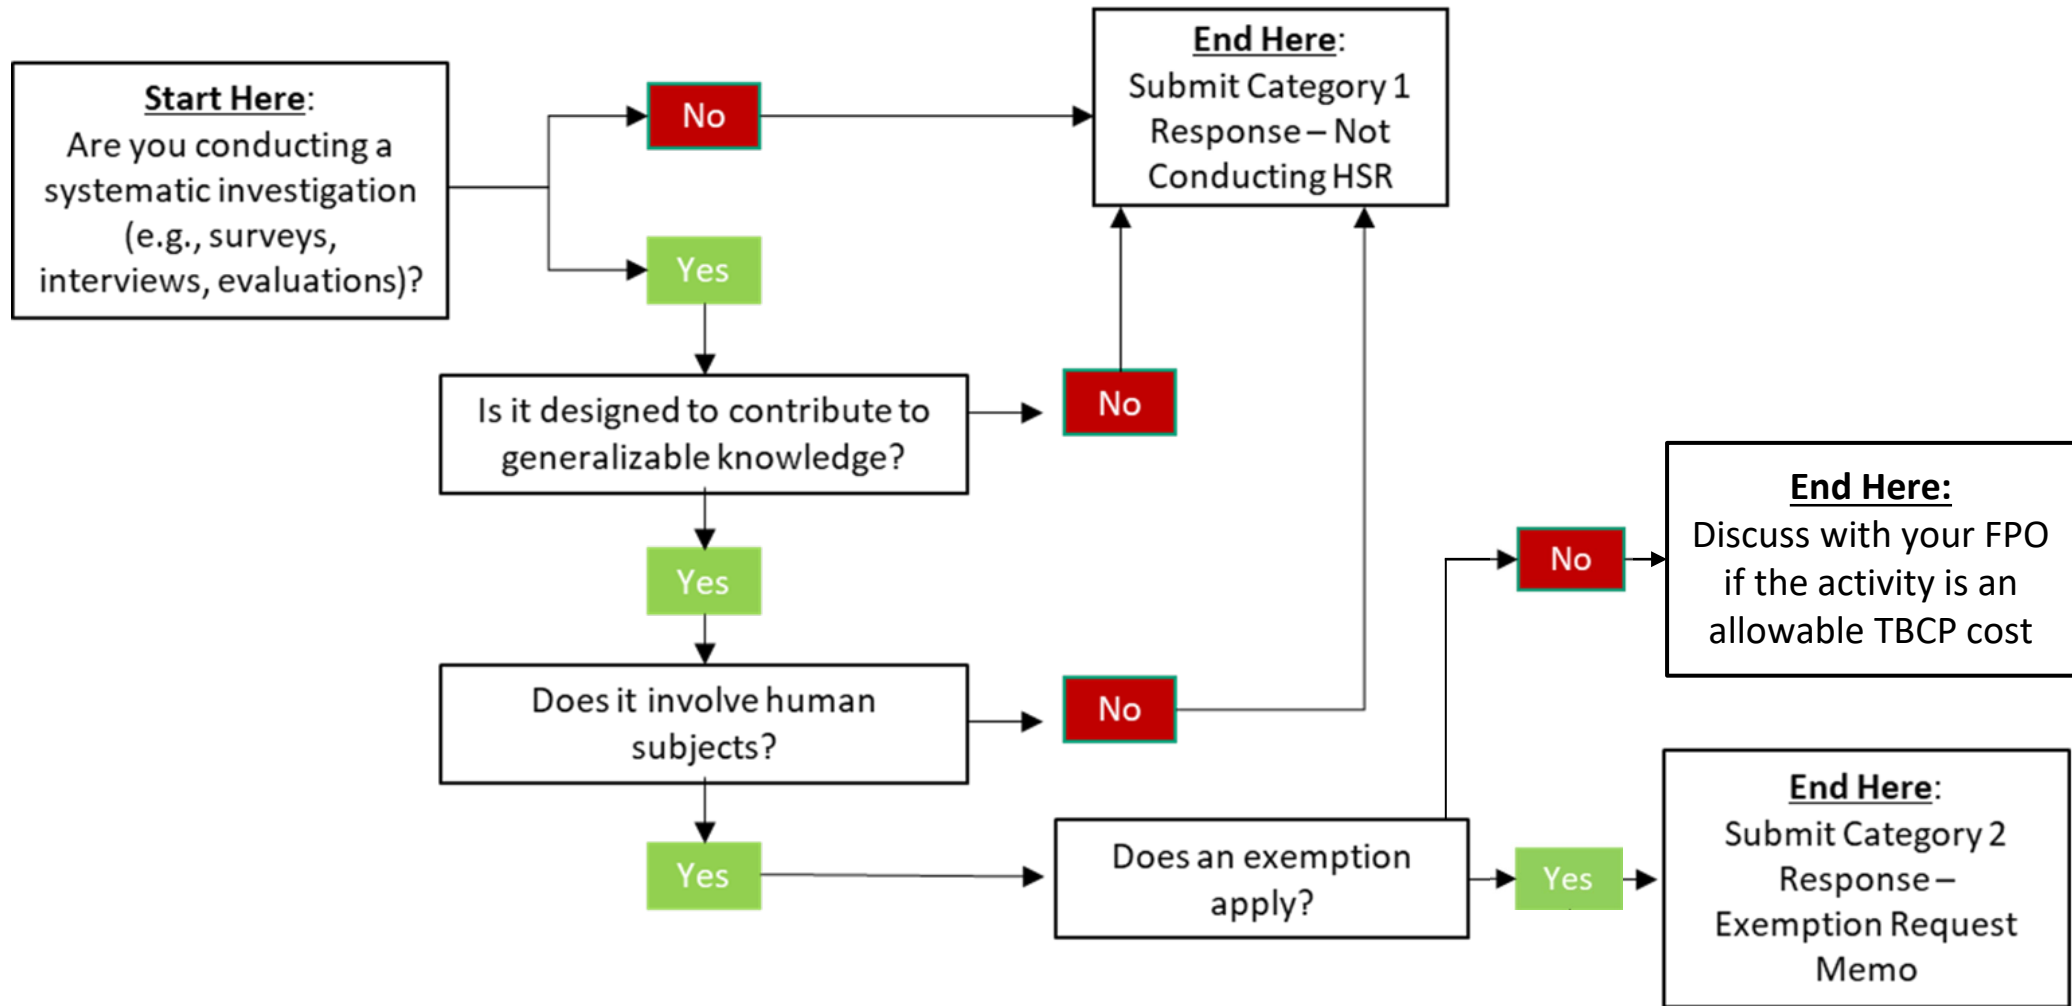 Start Here:
Are you conducting a
systematic investigation
(e.g., surveys,
interviews, evaluations)?
No
End Here:
Submit Category 1
Response – Not
Conducting HSR
Yes
Is it designed to contribute to
generalizable knowledge?
No
Yes
Does it involve human
subjects?
No
Yes
Does an exemption
apply?
No
End Here:
Discuss with your FPO
if the activity is an
allowable TBCP cost
Yes
End Here:
Submit Category 2
Response –
Exemption Request
Memo